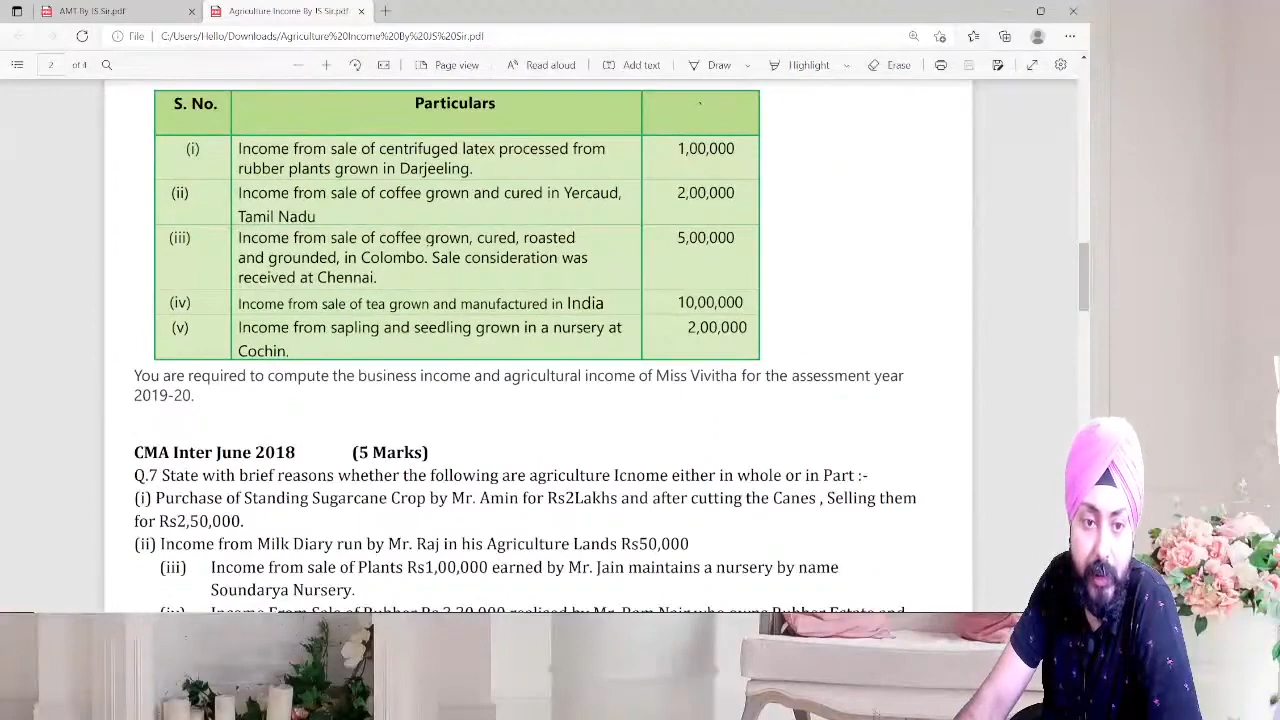 AMT-By IS Sir.pdf
Agriculture Income By IS Sir.pdf
File
C:/Users/Hello/Downloads/Agriculture%20Income%20By%20JS%20Sir.pdf
2 of 8
Page view
Read aloud
Add text
Draw
Highlight
Erase
S. No. Particulars
(i) Income from sale of centrifuged latex processed from 1,00,000
rubber plants grown in Darjeeling.
(ii) Income from sale of coffee grown and cured in Yercaud, 2,00,000
Tamil Nadu
(iii) Income from sale of coffee grown, cured, roasted 5,00,000
and grounded, in Colombo. Sale consideration was
received at Chennai.
(iv) Income from sale of tea grown and manufactured in India 10,00,000
(v) Income from sapling and seedling grown in a nursery at 2,00,000
Cochin.
You are required to compute the business income and agricultural income of Miss Vivitha for the assessment year
2019-20.
CMA Inter June 2018 (5 Marks)
Q.7 State with brief reasons whether the following are agriculture Icnome either in whole or in Part :-
(i) Purchase of Standing Sugarcane Crop by Mr. Amin for Rs2Lakhs and after cutting the Canes , Selling them
for Rs2,50,000.
(ii) Income from Milk Diary run by Mr. Raj in his Agriculture Lands Rs50,000
(iii) Income from sale of Plants Rs1,00,000 earned by Mr. Jain maintains a nursery by name
Soundarya Nursery.